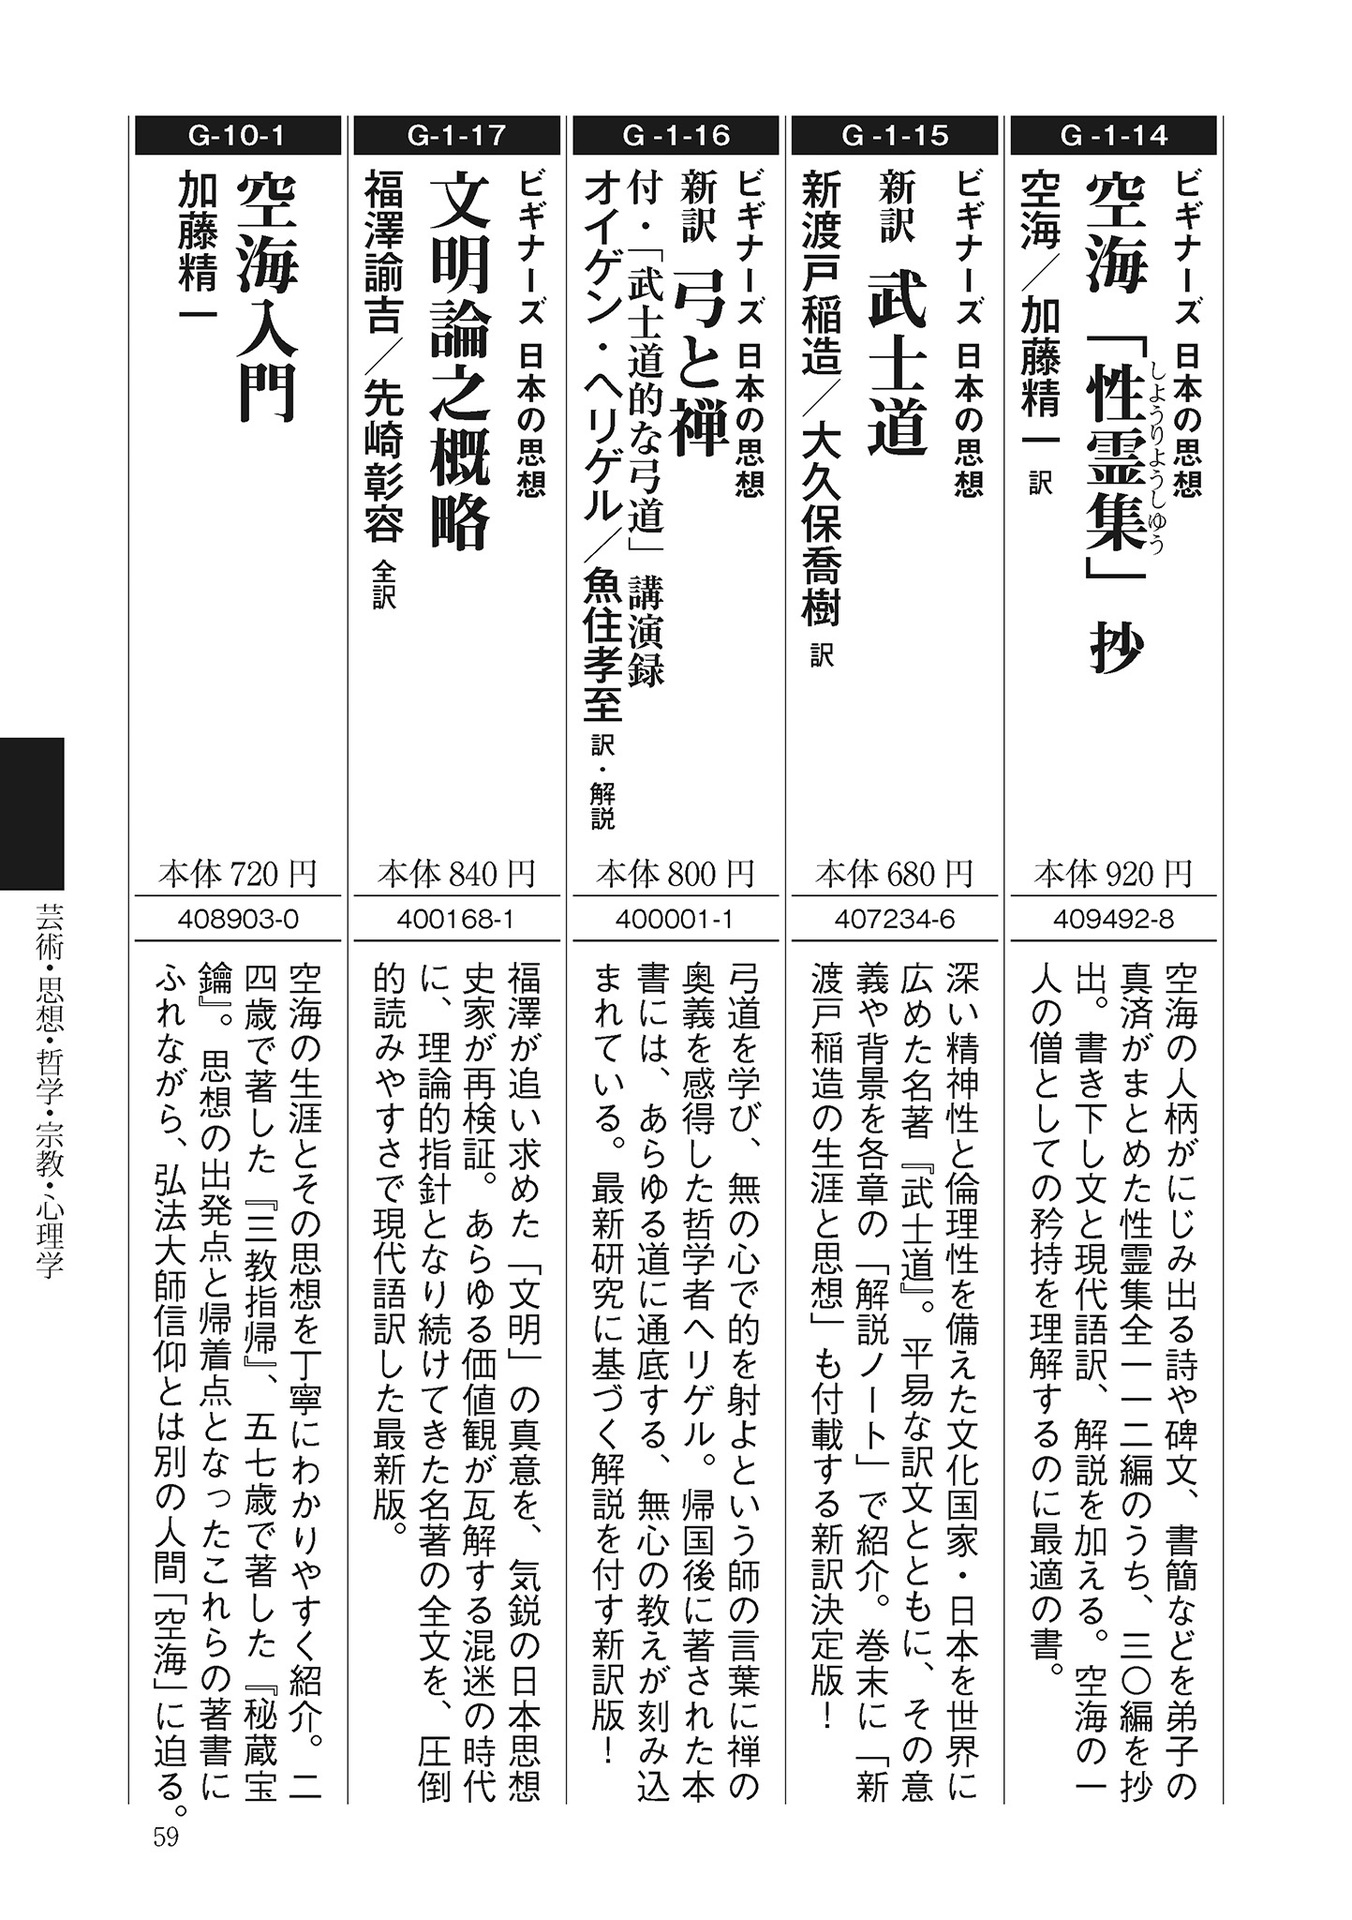 G-1-14
ビギナーズ 日本の思想
空海「性霊集」抄
しようりようしゆう
空海／加藤精一 訳
本体 920 円
409492-8
空海の人柄がにじみ出る詩や碑文、書簡などを弟子の
真済がまとめた性霊集全一一二編のうち、三〇編を抄
出。書き下し文と現代語訳、解説を加える。空海の一
人の僧としての矜持を理解するのに最適の書。
G-1-15
ビギナーズ 日本の思想
新訳 武士道
新渡戸稲造／大久保喬樹 訳
本体 680 円
407234-6
深い精神性と倫理性を備えた文化国家・日本を世界に
広めた名著『武士道』。平易な訳文とともに、その意
義や背景を各章の「解説ノート」で紹介。巻末に「新
渡戸稲造の生涯と思想」も付載する新訳決定版！
G-1-16
ビギナーズ 日本の思想
新訳 弓と禅
付・「武士道的な弓道」講演録
オイゲン・ヘリゲル／魚住孝至 訳・解説
本体 800 円
400001-1
弓道を学び、無の心で的を射よという師の言葉に禅の
奥義を感得した哲学者ヘリゲル。帰国後に著された本
書には、あらゆる道に通底する、無心の教えが刻み込
まれている。最新研究に基づく解説を付す新訳版！
G-1-17
ビギナーズ 日本の思想
文明論之概略
福澤諭吉／先崎彰容 全訳
本体 840 円
400168-1
福澤が追い求めた「文明」の真意を、気鋭の日本思想
史家が再検証。あらゆる価値観が瓦解する混迷の時代
に、理論的指針となり続けてきた名著の全文を、圧倒
的読みやすさで現代語訳した最新版。
G-10-1
空海入門
加藤精一
本体 720 円
408903-0
空海の生涯とその思想を丁寧にわかりやすく紹介。二
四歳で著した『三教指帰』、五七歳で著した『秘蔵宝
鑰』。思想の出発点と帰着点となったこれらの著書に
ふれながら、弘法大師信仰とは別の人間「空海」に迫る。
芸術・思想・哲学・宗教・心理学
59